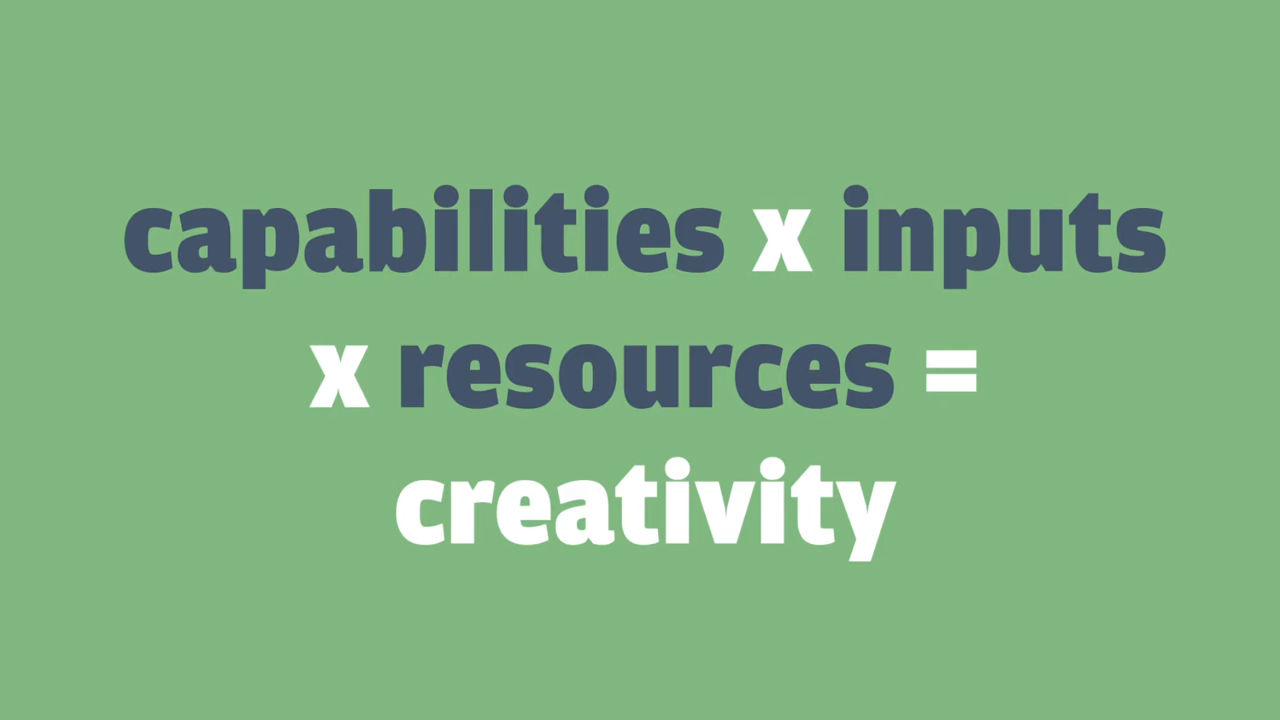 capabilities x inputs
x resources =
creativity